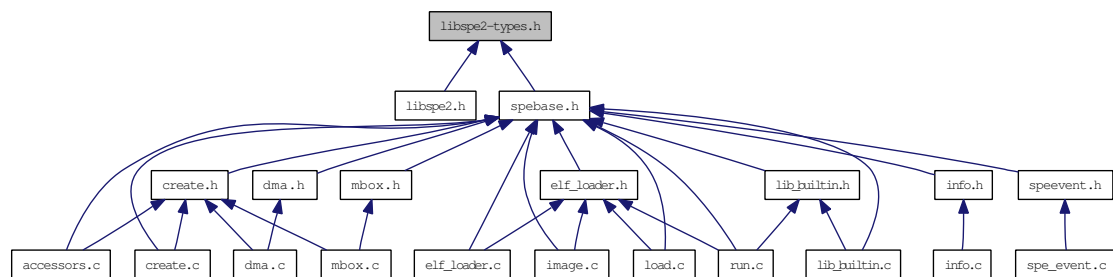 libspe2-types.h
libspe2.h
spebase.h
create.h
dma.h
mbox.h
elf_loader.h
lib_builtin.h
info.h
speevent.h
accessors.c
create.c
dma.c
mbox.c
elf_loader.c
image.c
load.c
run.c
lib_builtin.c
info.c
spe_event.c